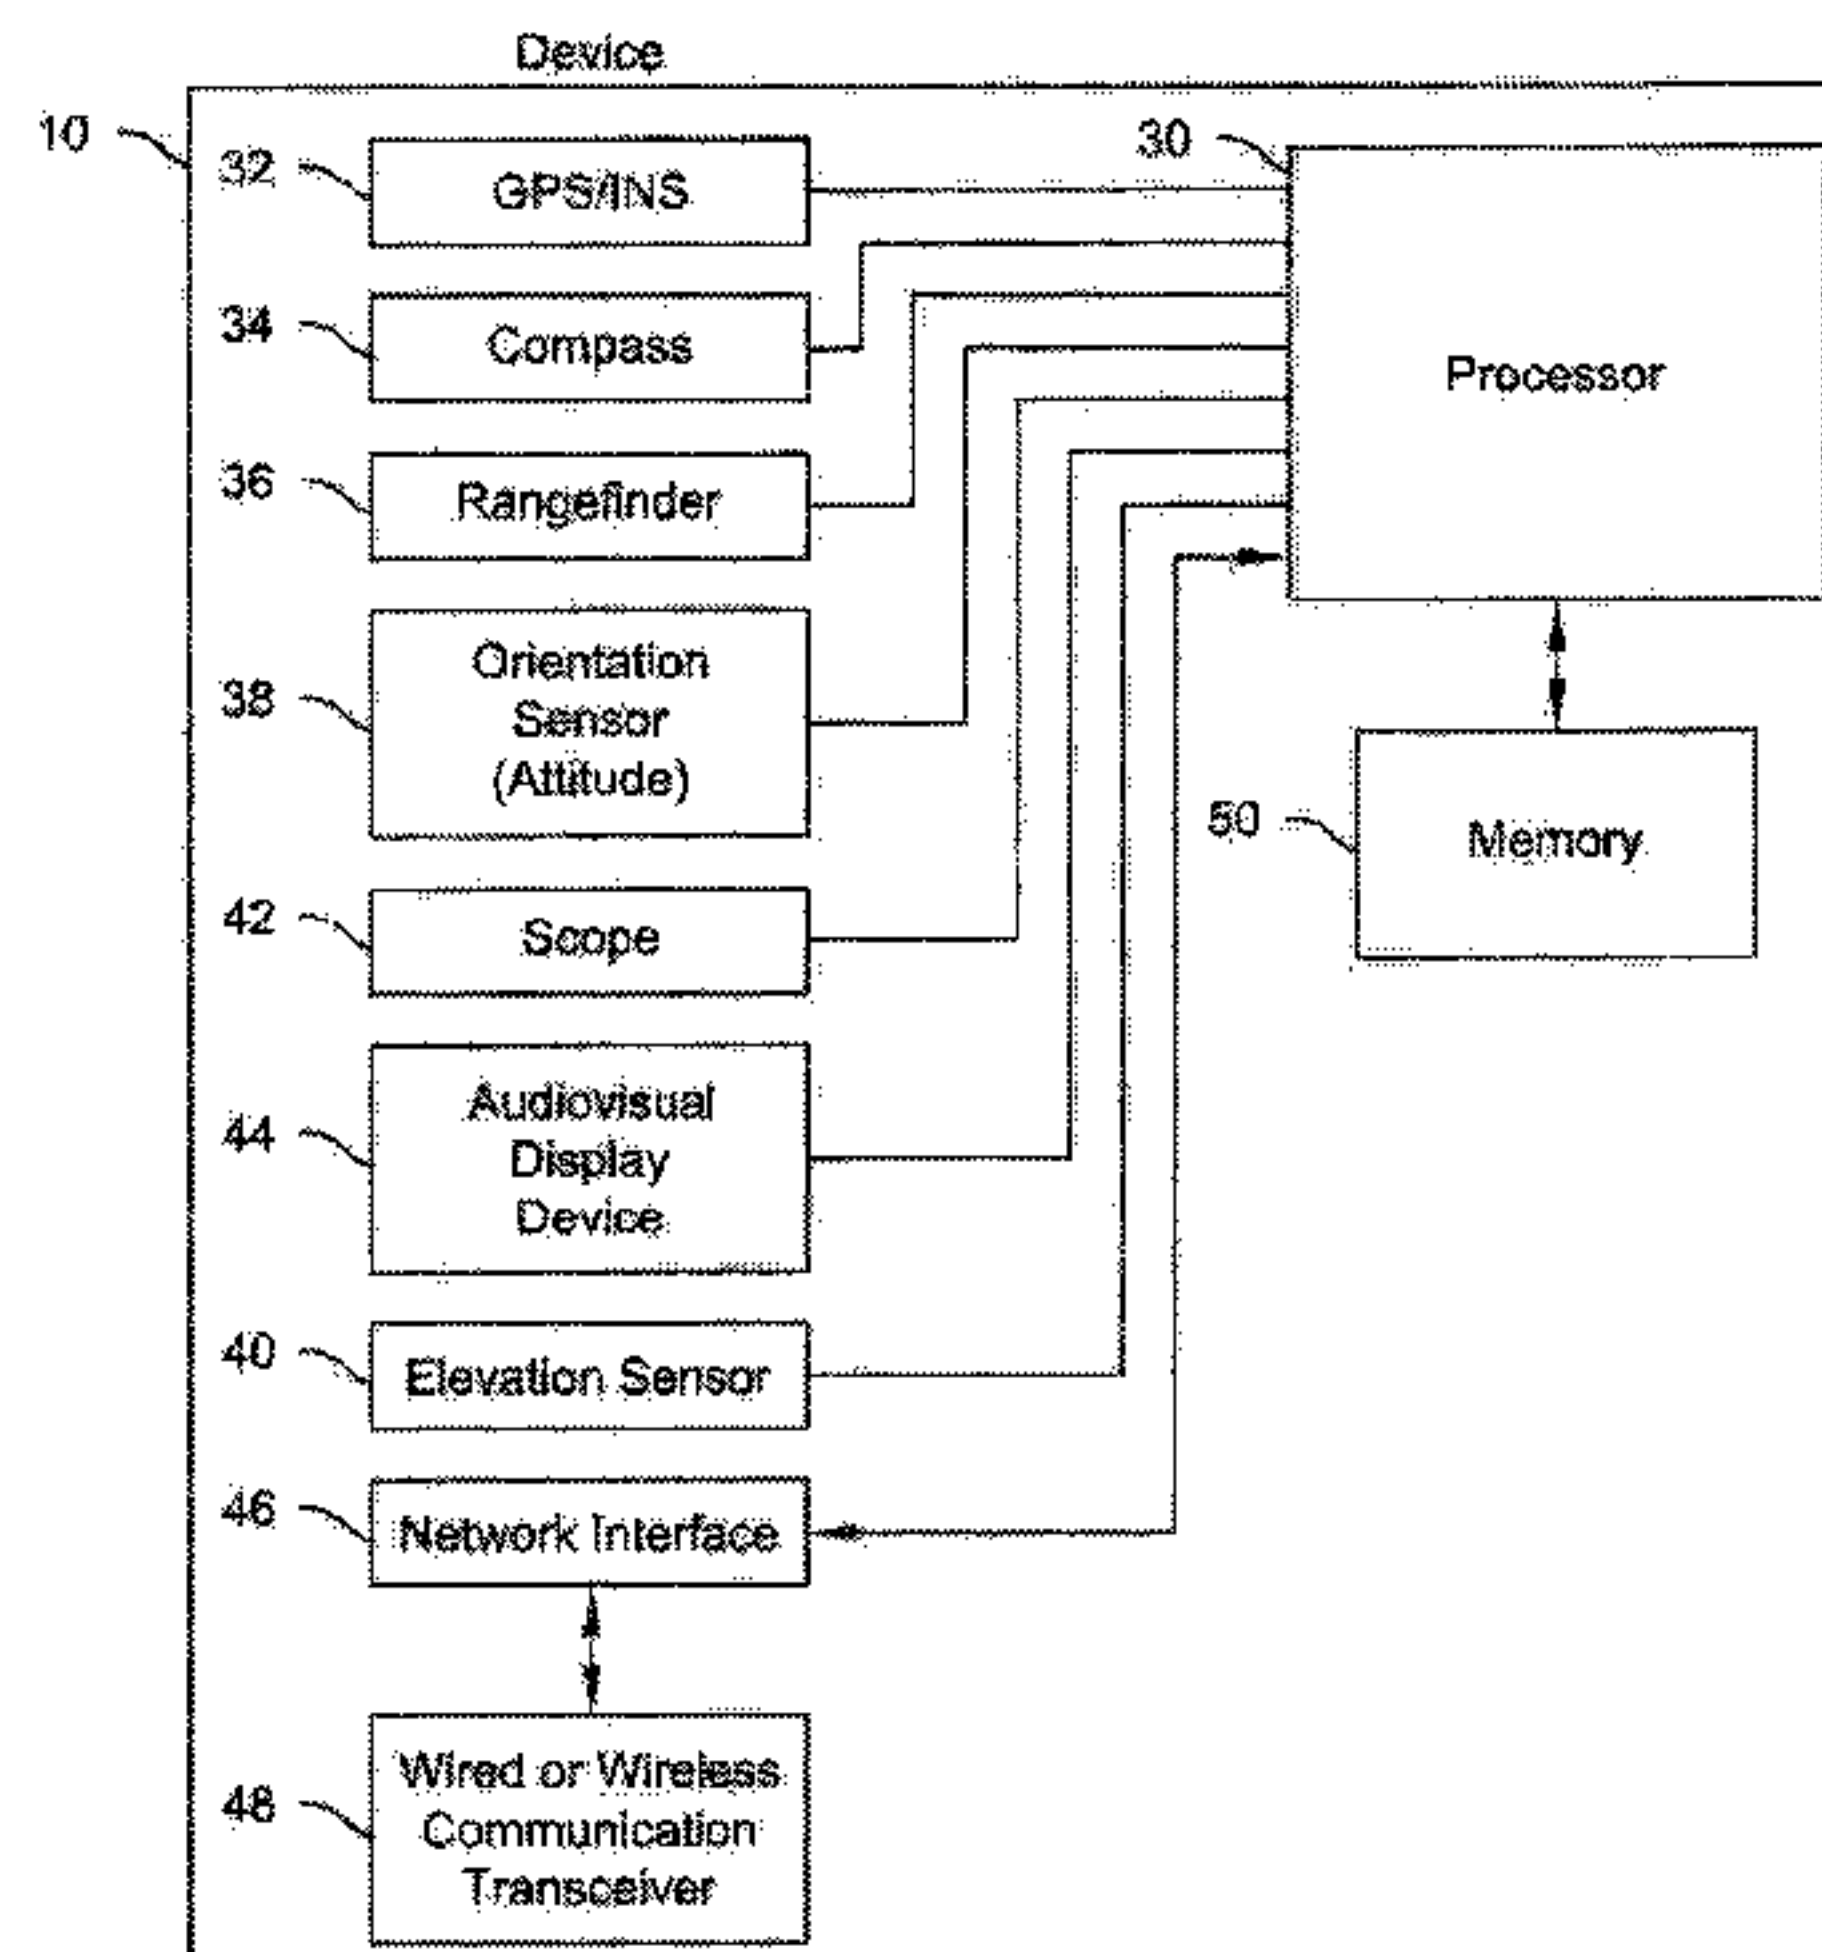 Device
10
32
GPS/INS
30
Processor
34
Compass
36
Rangefinder
38
Orientation
Sensor
(Attitude)
50
Memory
42
Scope
44
Audiovisual
Display
Device
40
Elevation Sensor
46
Network Interface
48
Wired or Wireless
Communication
Transceiver